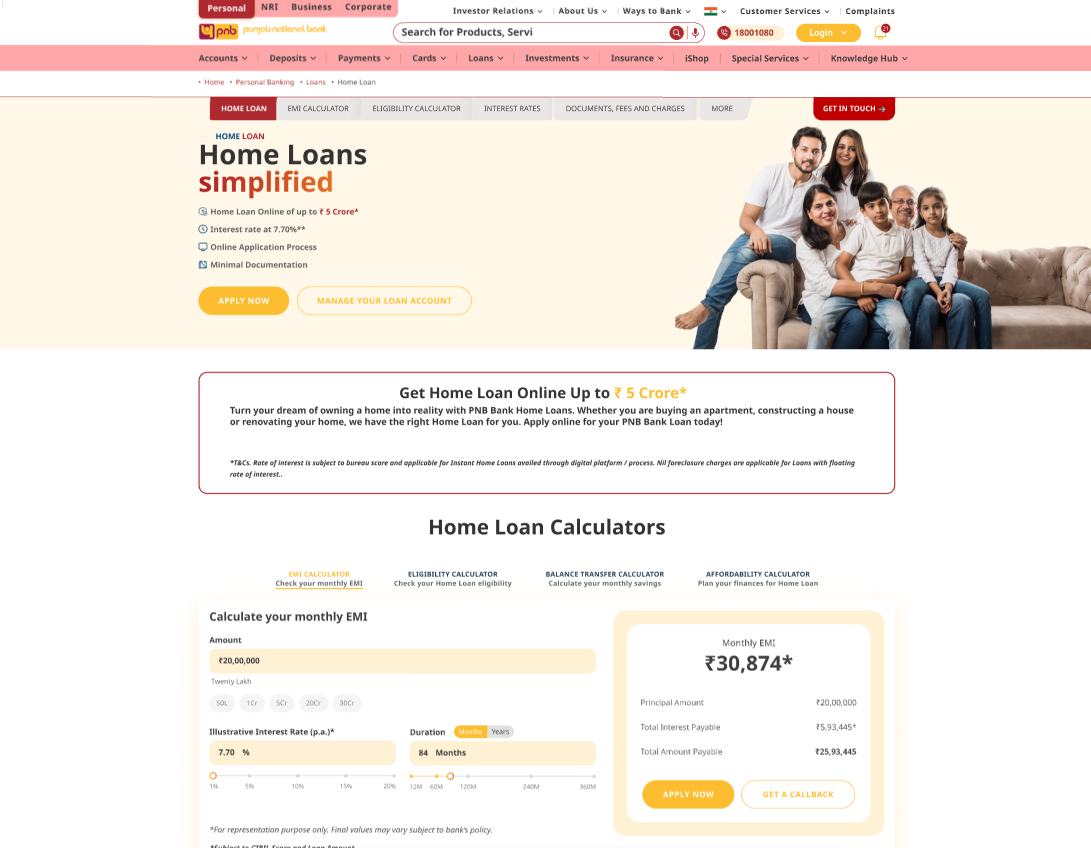 Personal NRI Business Corporate
Investor Relations About Us Ways to Bank Customer Services Complaints
pnb punjab national bank
Search for Products, Servi
18001080
Login
21
Accounts Deposits Payments Cards Loans Investments Insurance iShop Special Services Knowledge Hub
• Home • Personal Banking • Loans • Home Loan
HOME LOAN EMI CALCULATOR ELIGIBILITY CALCULATOR INTEREST RATES DOCUMENTS, FEES AND CHARGES MORE GET IN TOUCH →
HOME LOAN
Home Loans
simplified
Home Loan Online of up to ₹ 5 Crore*
Interest rate at 7.70%**
Online Application Process
Minimal Documentation
APPLY NOW MANAGE YOUR LOAN ACCOUNT
Get Home Loan Online Up to ₹ 5 Crore*
Turn your dream of owning a home into reality with PNB Bank Home Loans. Whether you are buying an apartment, constructing a house
or renovating your home, we have the right Home Loan for you. Apply online for your PNB Bank Loan today!
*T&Cs. Rate of interest is subject to bureau score and applicable for Instant Home Loans availed through digital platform / process. Nil foreclosure charges are applicable for Loans with floating
rate of interest..
Home Loan Calculators
EMI CALCULATOR ELIGIBILITY CALCULATOR BALANCE TRANSFER CALCULATOR AFFORDABILITY CALCULATOR
Check your monthly EMI Check your Home Loan eligibility Calculate your monthly savings Plan your finances for Home Loan
Calculate your monthly EMI
Amount
₹20,00,000
Twenty Lakh
50L 1Cr 5Cr 20Cr 30Cr
Illustrative Interest Rate (p.a.)* Duration Months Years
7.70 % 84 Months
1% 5% 10% 15% 20% 12M 60M 120M 240M 360M
*For representation purpose only. Final values may vary subject to bank's policy.
*Subject to CIBIL Score and Loan Amount
Monthly EMI
₹30,874*
Principal Amount ₹20,00,000
Total Interest Payable ₹5,93,445*
Total Amount Payable ₹25,93,445
APPLY NOW GET A CALLBACK